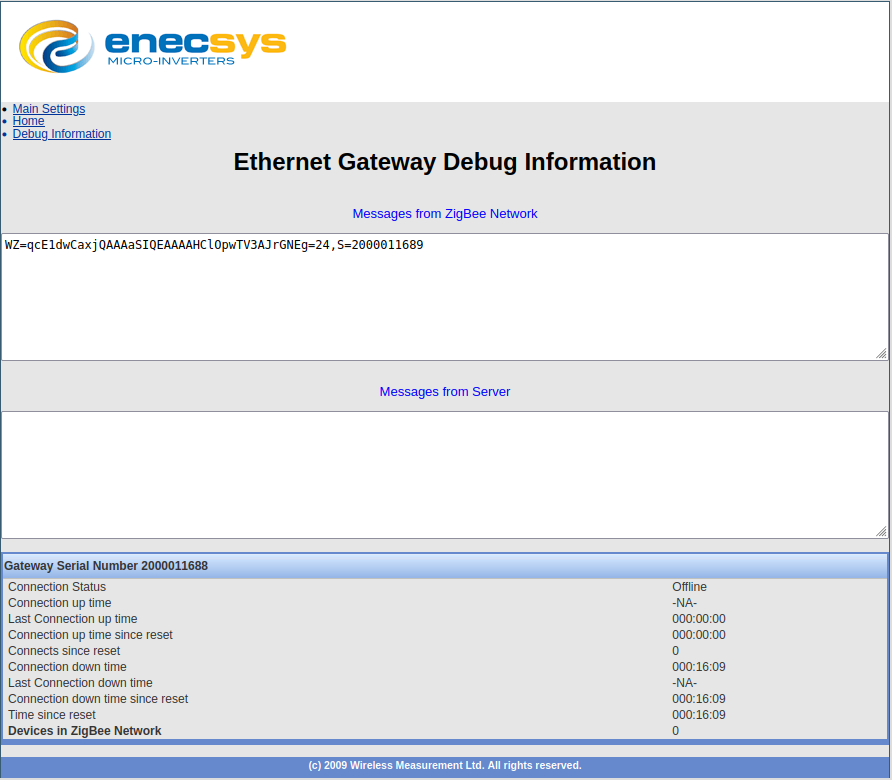 enecsys
MICRO-INVERTERS
Main Settings
Home
Debug Information
Ethernet Gateway Debug Information
Messages from ZigBee Network
WZ=qcE1dwCaxjQAAAaSIQEAAAAHClOpwTV3AJrGNEg=24,S=2000011689
Messages from Server
Gateway Serial Number 2000011688
Connection Status Offline
Connection up time -NA-
Last Connection up time 000:00:00
Connection up time since reset 000:00:00
Connects since reset 0
Connection down time 000:16:09
Last Connection down time -NA-
Connection down time since reset 000:16:09
Time since reset 000:16:09
Devices in ZigBee Network 0
(c) 2009 Wireless Measurement Ltd. All rights reserved.